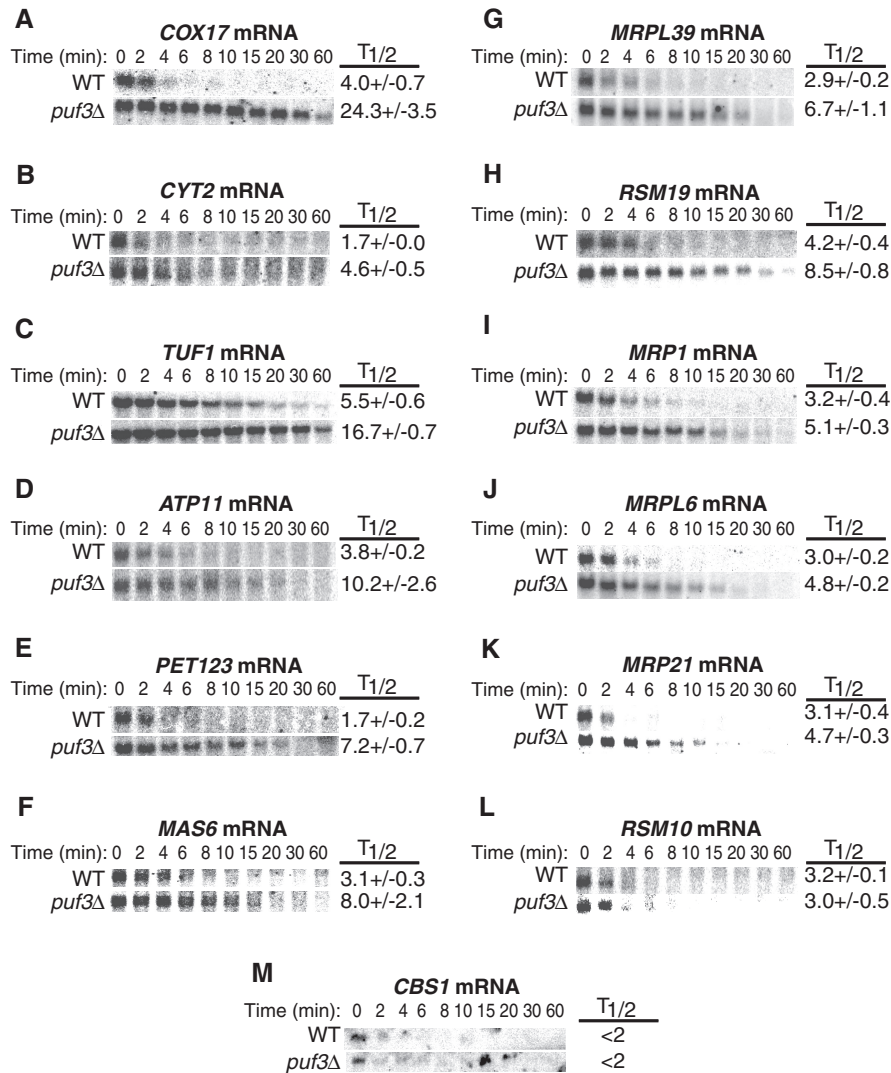 A
COX17 mRNA
Time (min): 0 2 4 6 8 10 15 20 30 60 T1/2
WT 4.0+/-0.7
puf3Δ 24.3+/-3.5
B
CYT2 mRNA
Time (min): 0 2 4 6 8 10 15 20 30 60 T1/2
WT 1.7+/-0.0
puf3Δ 4.6+/-0.5
C
TUF1 mRNA
Time (min): 0 2 4 6 8 10 15 20 30 60 T1/2
WT 5.5+/-0.6
puf3Δ 16.7+/-0.7
D
ATP11 mRNA
Time (min): 0 2 4 6 8 10 15 20 30 60 T1/2
WT 3.8+/-0.2
puf3Δ 10.2+/-2.6
E
PET123 mRNA
Time (min): 0 2 4 6 8 10 15 20 30 60 T1/2
WT 1.7+/-0.2
puf3Δ 7.2+/-0.7
F
MAS6 mRNA
Time (min): 0 2 4 6 8 10 15 20 30 60 T1/2
WT 3.1+/-0.3
puf3Δ 8.0+/-2.1
G
MRPL39 mRNA
Time (min): 0 2 4 6 8 10 15 20 30 60 T1/2
WT 2.9+/-0.2
puf3Δ 6.7+/-1.1
H
RSM19 mRNA
Time (min): 0 2 4 6 8 10 15 20 30 60 T1/2
WT 4.2+/-0.4
puf3Δ 8.5+/-0.8
I
MRP1 mRNA
Time (min): 0 2 4 6 8 10 15 20 30 60 T1/2
WT 3.2+/-0.4
puf3Δ 5.1+/-0.3
J
MRPL6 mRNA
Time (min): 0 2 4 6 8 10 15 20 30 60 T1/2
WT 3.0+/-0.2
puf3Δ 4.8+/-0.2
K
MRP21 mRNA
Time (min): 0 2 4 6 8 10 15 20 30 60 T1/2
WT 3.1+/-0.4
puf3Δ 4.7+/-0.3
L
RSM10 mRNA
Time (min): 0 2 4 6 8 10 15 20 30 60 T1/2
WT 3.2+/-0.1
puf3Δ 3.0+/-0.5
M
CBS1 mRNA
Time (min): 0 2 4 6 8 10 15 20 30 60 T1/2
WT <2
puf3Δ <2